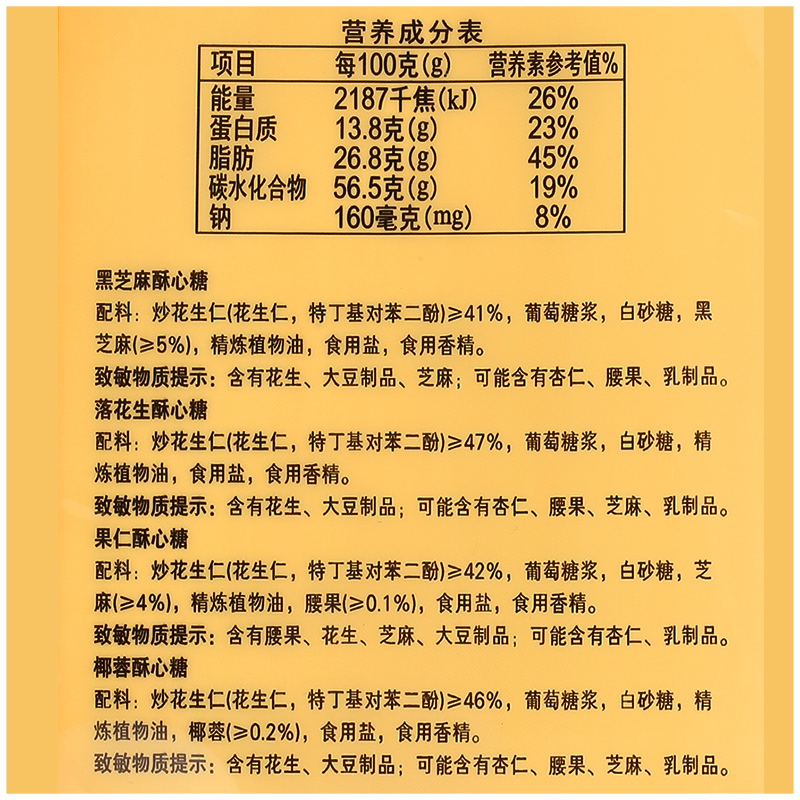 营养成分表
项目 每100克(g) 营养素参考值%
能量 2187千焦(kJ) 26%
蛋白质 13.8克(g) 23%
脂肪 26.8克(g) 45%
碳水化合物 56.5克(g) 19%
钠 160毫克(mg) 8%
黑芝麻酥心糖
配料：炒花生仁(花生仁，特丁基对苯二酚)≥41%，葡萄糖浆，白砂糖，黑
芝麻(≥5%)，精炼植物油，食用盐，食用香精。
致敏物质提示：含有花生、大豆制品、芝麻；可能含有杏仁、腰果、乳制品。
落花生酥心糖
配料：炒花生仁(花生仁，特丁基对苯二酚)≥47%，葡萄糖浆，白砂糖，精
炼植物油，食用盐，食用香精。
致敏物质提示：含有花生、大豆制品；可能含有杏仁、腰果、芝麻、乳制品。
果仁酥心糖
配料：炒花生仁(花生仁，特丁基对苯二酚)≥42%，葡萄糖浆，白砂糖，芝
麻(≥4%)，精炼植物油，腰果(≥0.1%)，食用盐，食用香精。
致敏物质提示：含有腰果、花生、芝麻、大豆制品；可能含有杏仁、乳制品。
椰蓉酥心糖
配料：炒花生仁(花生仁，特丁基对苯二酚)≥46%，葡萄糖浆，白砂糖，精
炼植物油，椰蓉(≥0.2%)，食用盐，食用香精。
致敏物质提示：含有花生、大豆制品；可能含有杏仁、腰果、芝麻、乳制品。